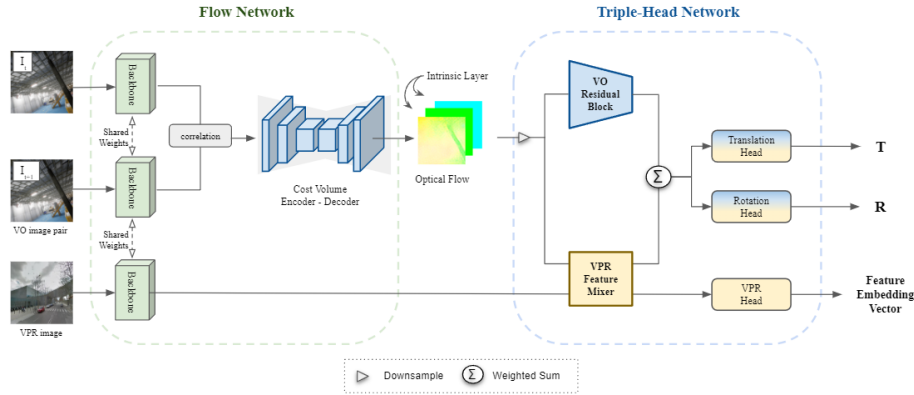 Flow Network
Triple-Head Network
I
Backbone
Shared
Weights
correlation
Intrinsic Layer
VO
Residual
Block
Translation
Head
T
Backbone
Cost Volume
Encoder - Decoder
Optical Flow
Σ
Rotation
Head
R
VO image pair
Shared
Weights
Backbone
VPR
Feature
Mixer
VPR
Head
Feature
Embedding
Vector
VPR image
Downsample
Σ
Weighted Sum